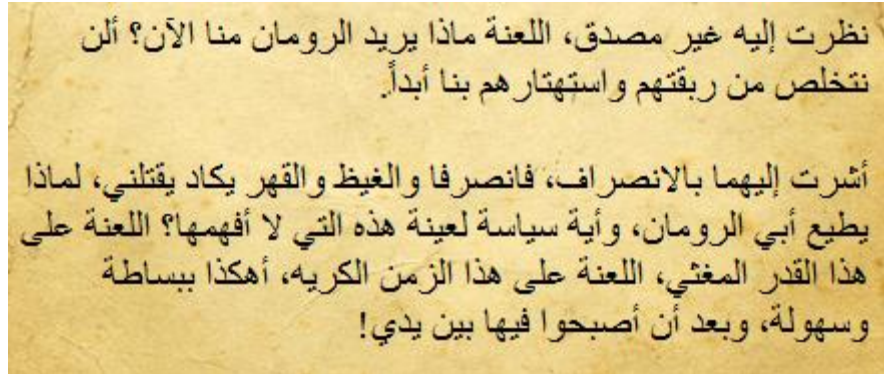 نظرت إليه غير مصدق، اللعنة ماذا يريد الرومان منا الآن؟ ألن
نتخلص من ربقتهم واستهتارهم بنا أبداً.
أشرت إليهما بالانصراف، فانصرفا والغيظ والقهر يكاد يقتلني، لماذا
يطيع أبي الرومان، وأية سياسة لعينة هذه التي لا أفهمها؟ اللعنة على
هذا القدر المغثي، اللعنة على هذا الزمن الكريه، أهكذا ببساطة
وسهولة، وبعد أن أصبحوا فيها بين يدي!